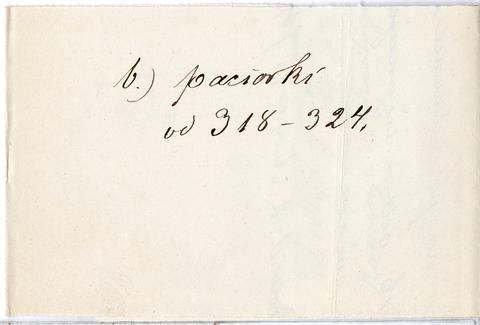 b.) paciorki
od 318 – 324.